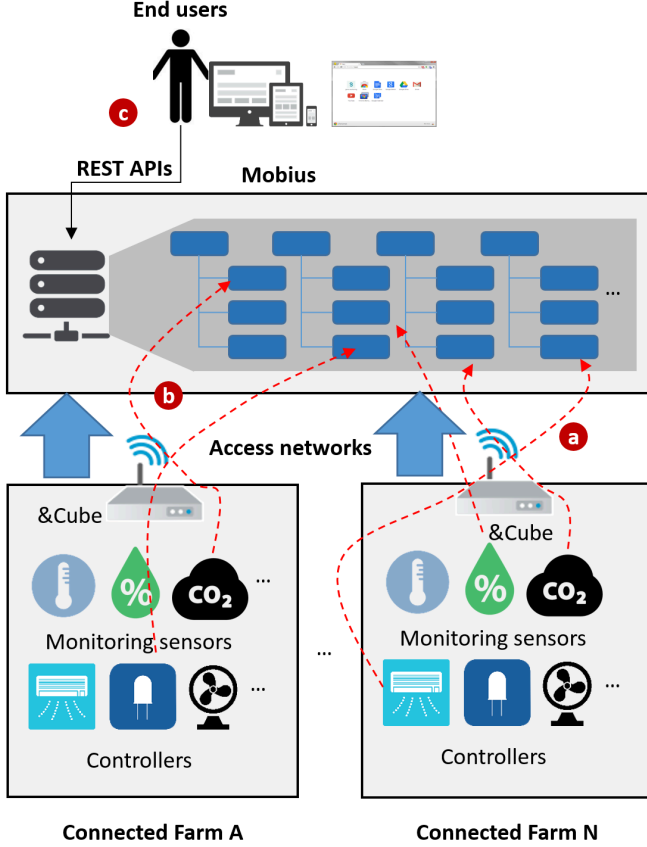 End users
c
REST APIs
Mobius
...
b
a
Access networks
&Cube
&Cube
%
CO2
...
%
CO2
...
Monitoring sensors
Monitoring sensors
...
...
...
Controllers
Controllers
Connected Farm A
Connected Farm N